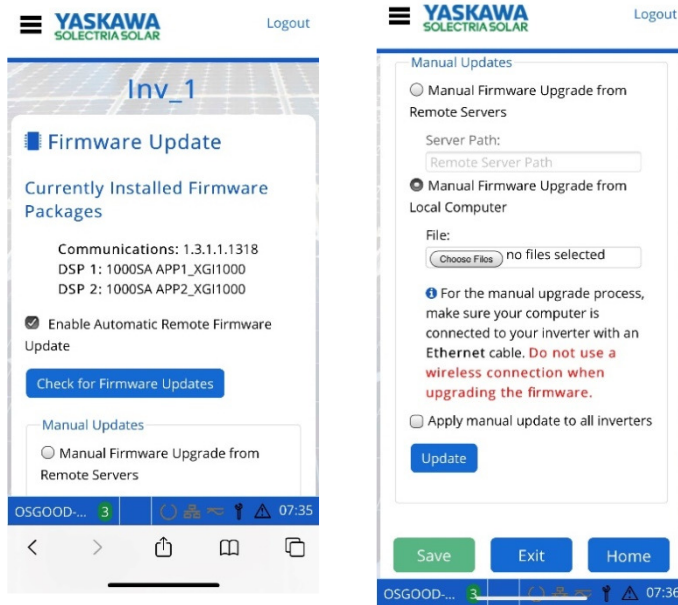 YASKAWA
SOLECTRIA SOLAR
Logout
Inv_1
Firmware Update
Currently Installed Firmware
Packages
Communications: 1.3.1.1.1318
DSP 1: 1000SA APP1_XGI1000
DSP 2: 1000SA APP2_XGI1000
Enable Automatic Remote Firmware
Update
Check for Firmware Updates
Manual Updates
Manual Firmware Upgrade from
Remote Servers
OSGOOD-... 3 07:35
YASKAWA
SOLECTRIA SOLAR
Logout
Manual Updates
Manual Firmware Upgrade from
Remote Servers
Server Path:
Remote Server Path
Manual Firmware Upgrade from
Local Computer
File:
Choose Files no files selected
For the manual upgrade process,
make sure your computer is
connected to your inverter with an
Ethernet cable. Do not use a
wireless connection when
upgrading the firmware.
Apply manual update to all inverters
Update
Save Exit Home
OSGOOD-... 3 07:36